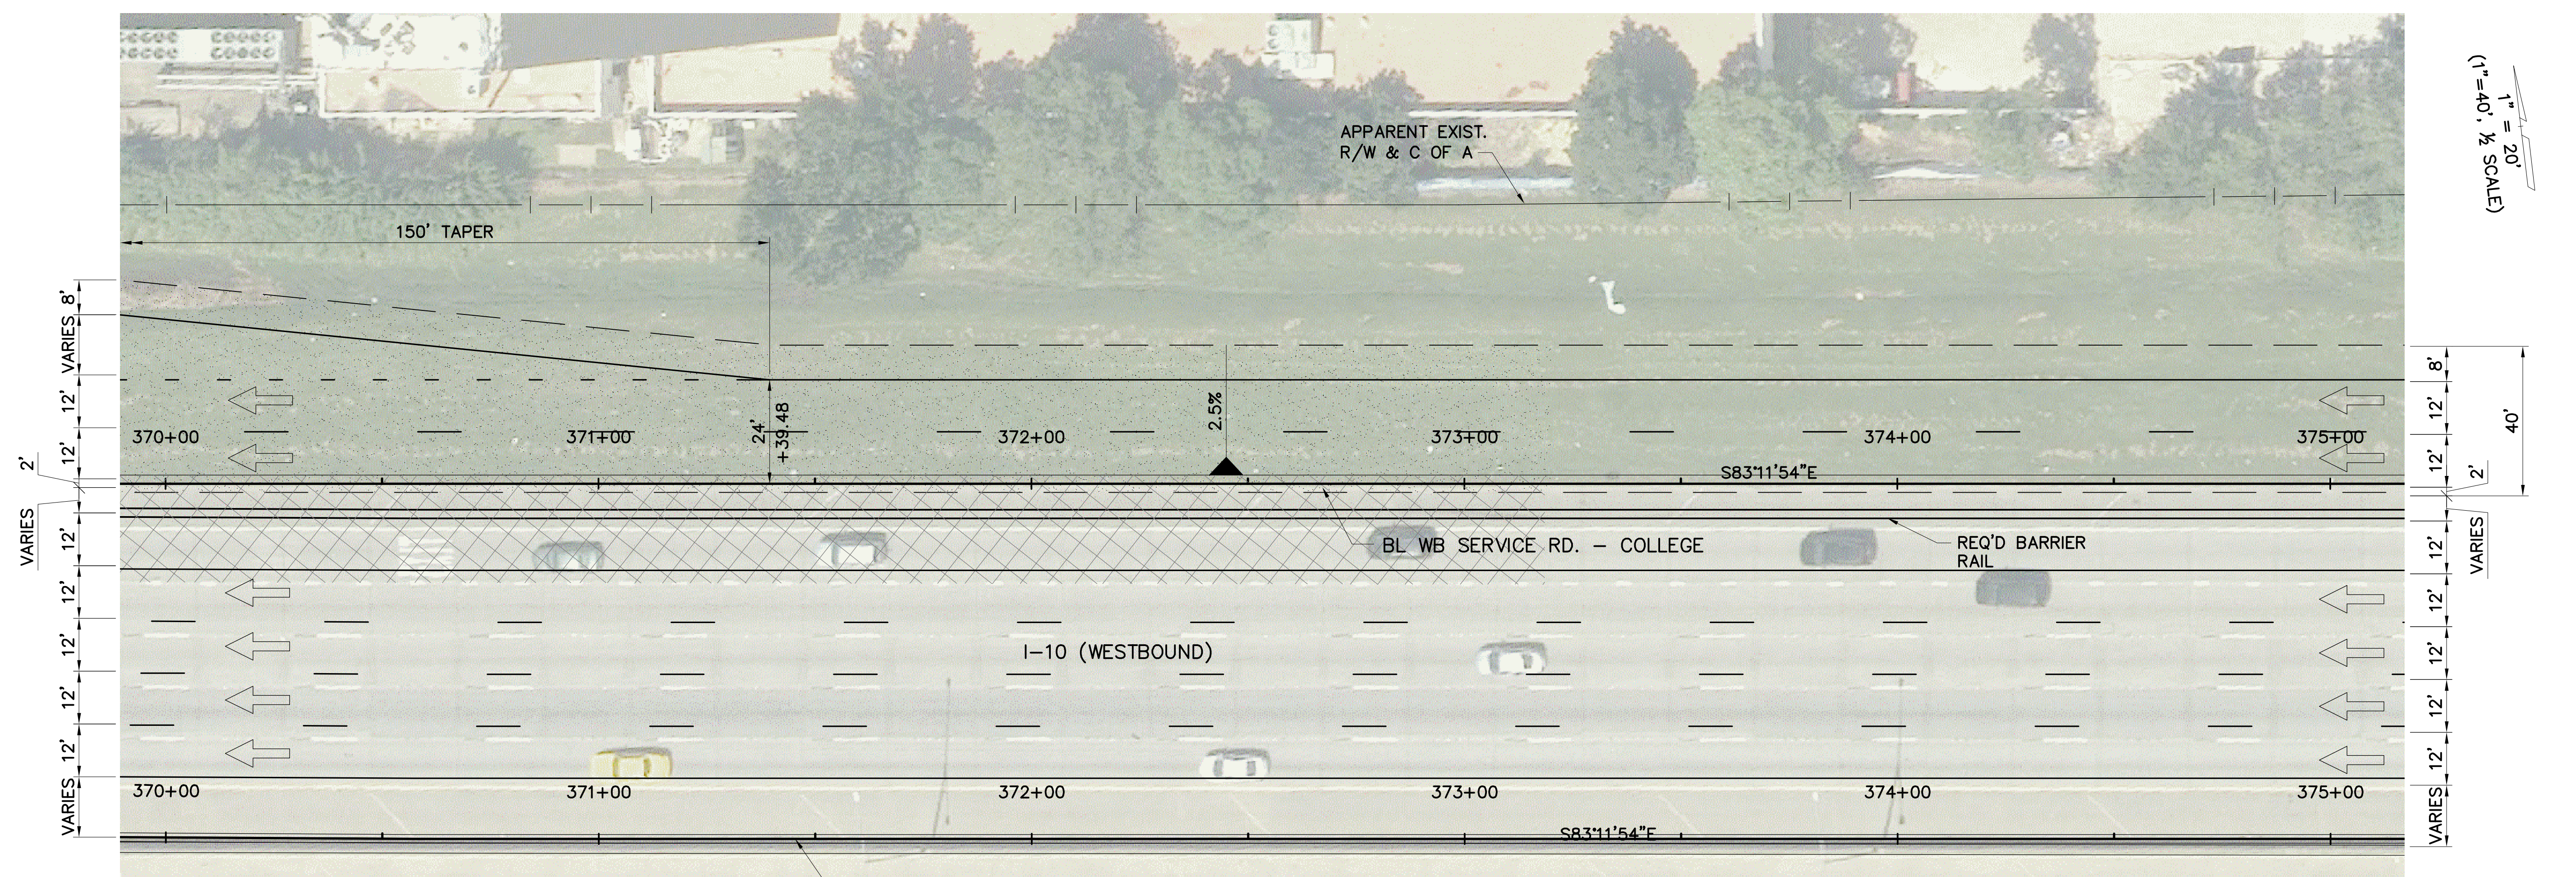 1" = 20'
(1"=40', ½ SCALE)
APPARENT EXIST.
R/W & C OF A
150' TAPER
8'
VARIES
12'
12'
2'
VARIES
12'
12'
12'
12'
12'
VARIES
24'
+39.48
2.5%
370+00
371+00
372+00
373+00
374+00
375+00
S83°11'54"E
BL WB SERVICE RD. – COLLEGE
REQ'D BARRIER
RAIL
I-10 (WESTBOUND)
370+00
371+00
372+00
373+00
374+00
375+00
S83°11'54"E
8'
12'
40'
12'
2'
12'
VARIES
12'
12'
12'
12'
VARIES